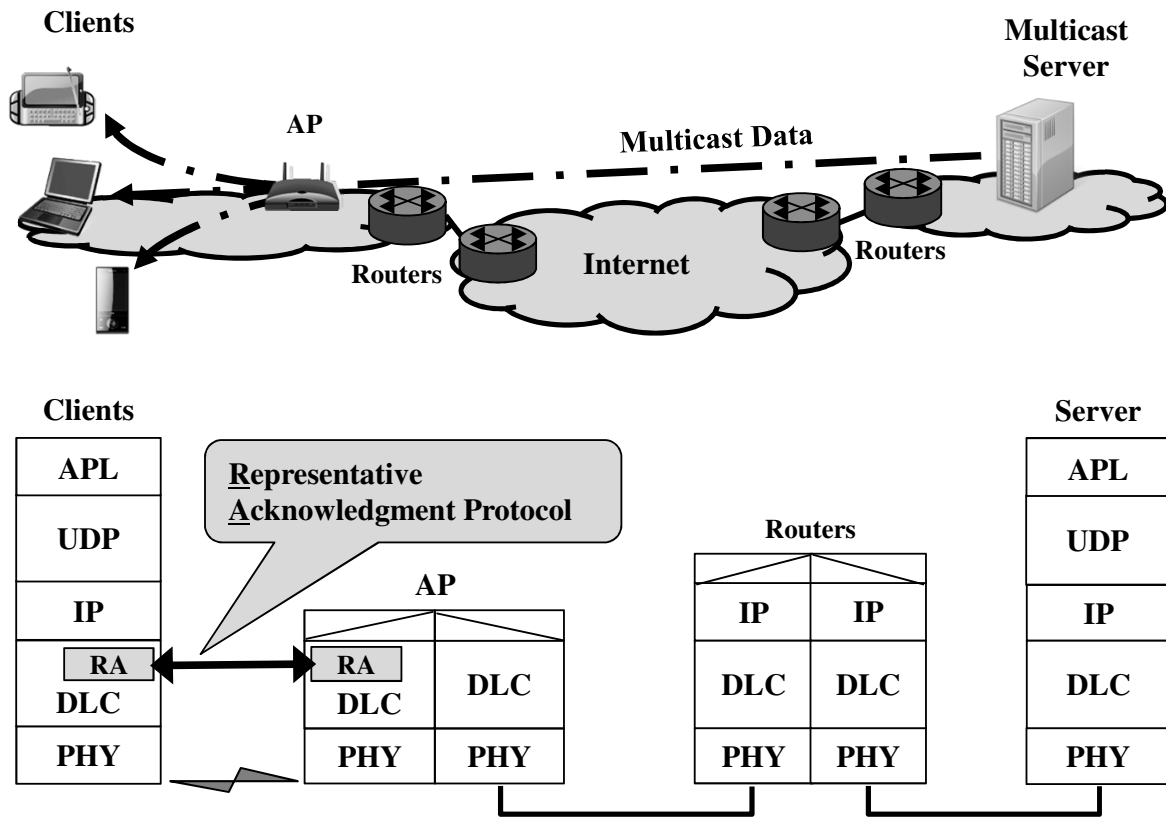 Clients
Multicast
Server
AP
Multicast Data
Routers
Internet
Routers
Clients
Server
APL
UDP
IP
RA
DLC
PHY
Representative
Acknowledgment Protocol
AP
RA
DLC
DLC
PHY
PHY
Routers
IP
IP
DLC
DLC
PHY
PHY
APL
UDP
IP
DLC
PHY